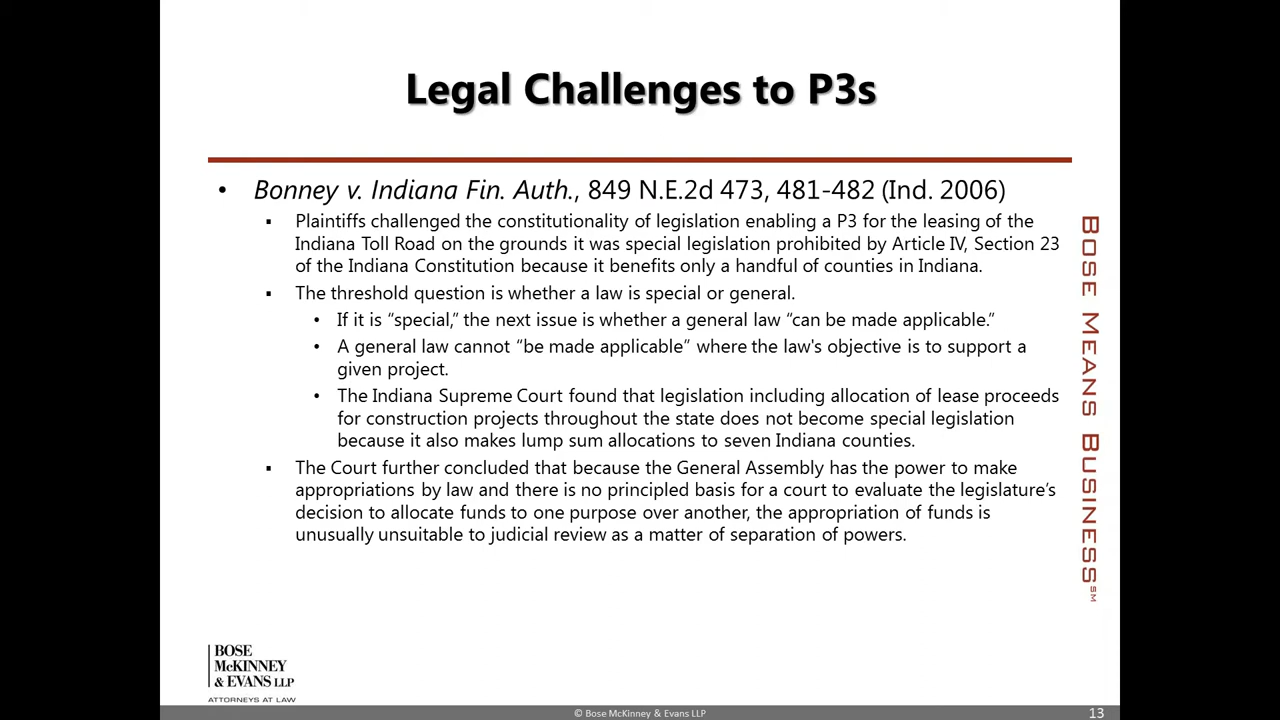 Legal Challenges to P3s
• Bonney v. Indiana Fin. Auth., 849 N.E.2d 473, 481-482 (Ind. 2006)
▪ Plaintiffs challenged the constitutionality of legislation enabling a P3 for the leasing of the
Indiana Toll Road on the grounds it was special legislation prohibited by Article IV, Section 23
of the Indiana Constitution because it benefits only a handful of counties in Indiana.
▪ The threshold question is whether a law is special or general.
• If it is “special,” the next issue is whether a general law “can be made applicable.”
• A general law cannot “be made applicable” where the law's objective is to support a
given project.
• The Indiana Supreme Court found that legislation including allocation of lease proceeds
for construction projects throughout the state does not become special legislation
because it also makes lump sum allocations to seven Indiana counties.
▪ The Court further concluded that because the General Assembly has the power to make
appropriations by law and there is no principled basis for a court to evaluate the legislature’s
decision to allocate funds to one purpose over another, the appropriation of funds is
unusually unsuitable to judicial review as a matter of separation of powers.
BOSE MEANS BUSINESS℠
BOSE
McKINNEY
& EVANS LLP
ATTORNEYS AT LAW
© Bose McKinney & Evans LLP
13